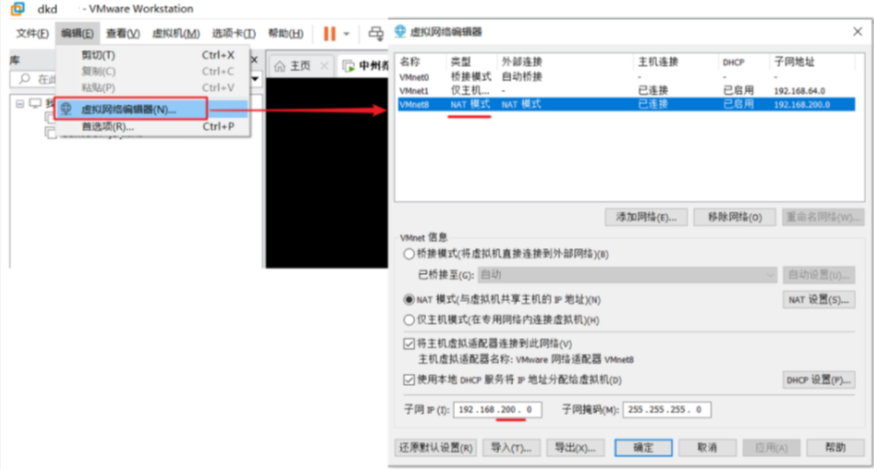 dkd - VMware Workstation
文件(F) 编辑(E) 查看(V) 虚拟机(M) 选项卡(T) 帮助(H)
库
剪切(T) Ctrl+X
复制(C) Ctrl+C
粘贴(P) Ctrl+V
虚拟网络编辑器(N)...
首选项(R)... Ctrl+P
主页
虚拟网络编辑器
名称 类型 外部连接 主机连接 DHCP 子网地址
VMnet0 桥接模式 自动桥接 - - -
VMnet1 仅主机... - 已连接 已启用 192.168.64.0
VMnet8 NAT 模式 NAT 模式 已连接 已启用 192.168.200.0
添加网络(E)... 移除网络(O) 重命名网络(W)...
VMnet 信息
桥接模式(将虚拟机直接连接到外部网络)(B)
已桥接至(G): 自动 自动设置(U)...
NAT 模式(与虚拟机共享主机的 IP 地址)(N) NAT 设置(S)...
仅主机模式(在专用网络内连接虚拟机)(H)
将主机虚拟适配器连接到此网络(V)
主机虚拟适配器名称: VMware 网络适配器 VMnet8
使用本地 DHCP 服务将 IP 地址分配给虚拟机(D) DHCP 设置(P)...
子网 IP (I): 192.168.200. 0 子网掩码(M): 255.255.255. 0
还原默认设置(R) 导入(T)... 导出(X)... 确定 取消 应用(A) 帮助